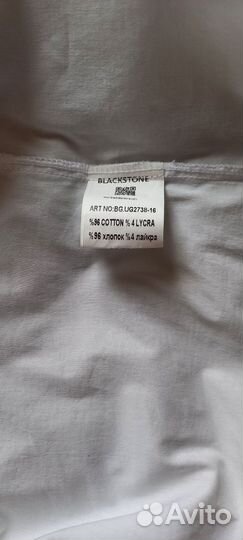 BLACKSTONE
ART NO:BG.UG2738-16
%96 COTTON %4 LYCRA
%96 хлопок %4 лайкра
Avito